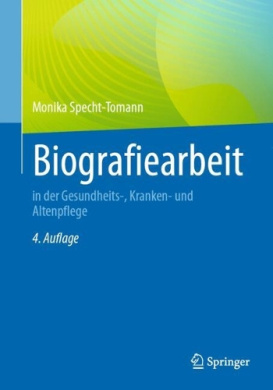 Monika Specht-Tomann
Biografiearbeit
in der Gesundheits-, Kranken- und
Altenpflege
4. Auflage
Springer